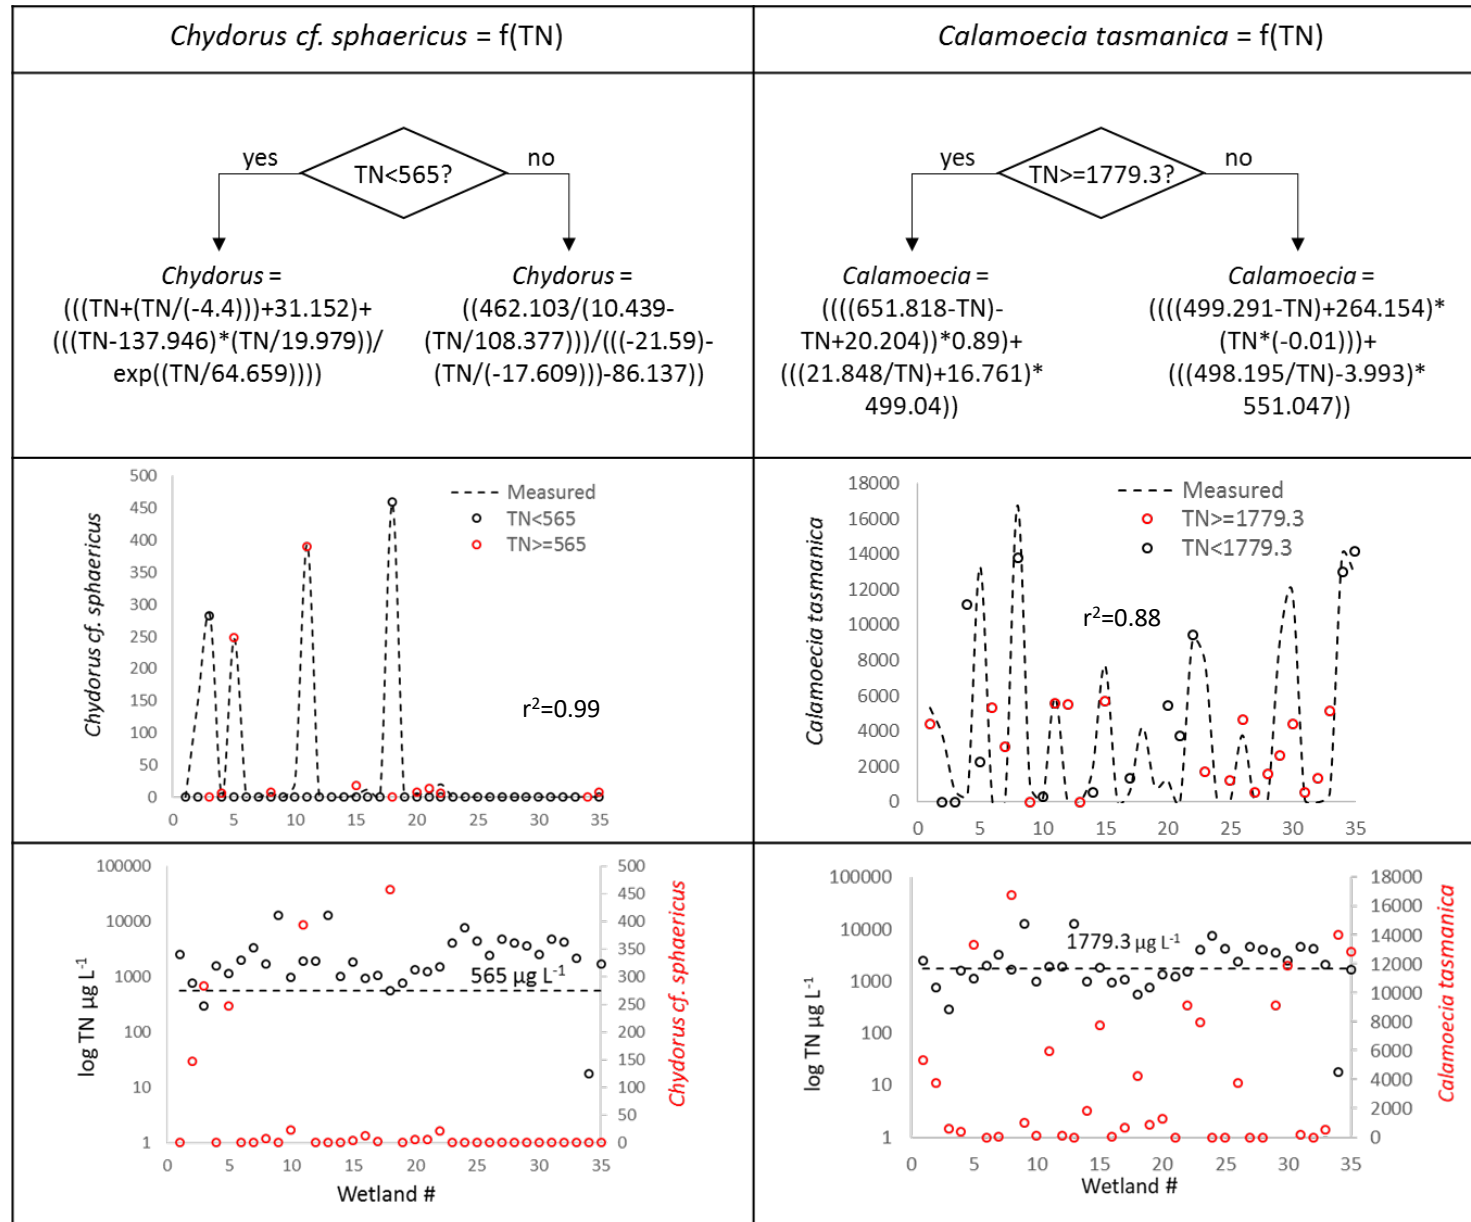 Chydorus cf. sphaericus = f(TN)
Calamoecia tasmanica = f(TN)
yes
TN<565?
no
Chydorus =
(((TN+(TN/(-4.4)))+31.152)+
(((TN-137.946)*(TN/19.979))/
exp((TN/64.659))))
Chydorus =
((462.103/(10.439-
(TN/108.377)))/(((-21.59)-
(TN/(-17.609)))-86.137))
yes
TN>=1779.3?
no
Calamoecia =
((((651.818-TN)-
TN+20.204))*0.89)+
(((21.848/TN)+16.761)*
499.04))
Calamoecia =
((((499.291-TN)+264.154)*
(TN*(-0.01)))+
(((498.195/TN)-3.993)*
551.047))
Chydorus cf. sphaericus
500
450
400
350
300
250
200
150
100
50
0
0 5 10 15 20 25 30 35
Measured
TN<565
TN>=565
r²=0.99
Calamoecia tasmanica
18000
16000
14000
12000
10000
8000
6000
4000
2000
0
0 5 10 15 20 25 30 35
Measured
TN>=1779.3
TN<1779.3
r²=0.88
log TN µg L⁻¹
100000
10000
1000
100
10
1
565 µg L⁻¹
500
450
400
350
300
250
200
150
100
50
0
Chydorus cf. sphaericus
0 5 10 15 20 25 30 35
Wetland #
log TN µg L⁻¹
100000
10000
1000
100
10
1
1779.3 µg L⁻¹
18000
16000
14000
12000
10000
8000
6000
4000
2000
0
Calamoecia tasmanica
0 5 10 15 20 25 30 35
Wetland #